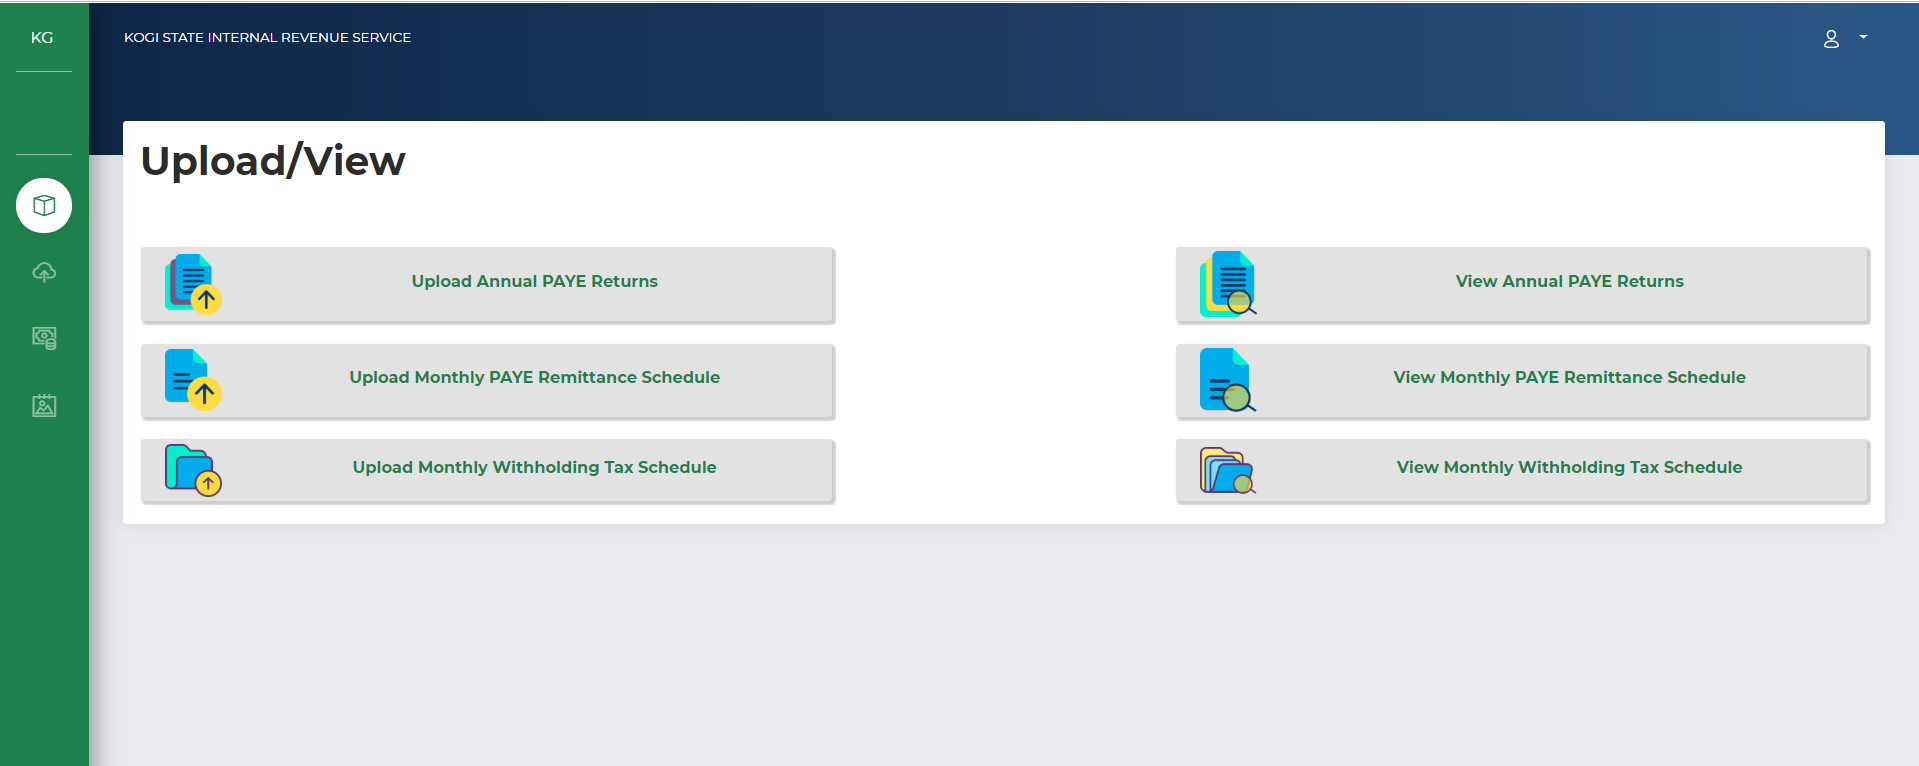 KG
KOGI STATE INTERNAL REVENUE SERVICE
Upload/View
Upload Annual PAYE Returns
View Annual PAYE Returns
Upload Monthly PAYE Remittance Schedule
View Monthly PAYE Remittance Schedule
Upload Monthly Withholding Tax Schedule
View Monthly Withholding Tax Schedule